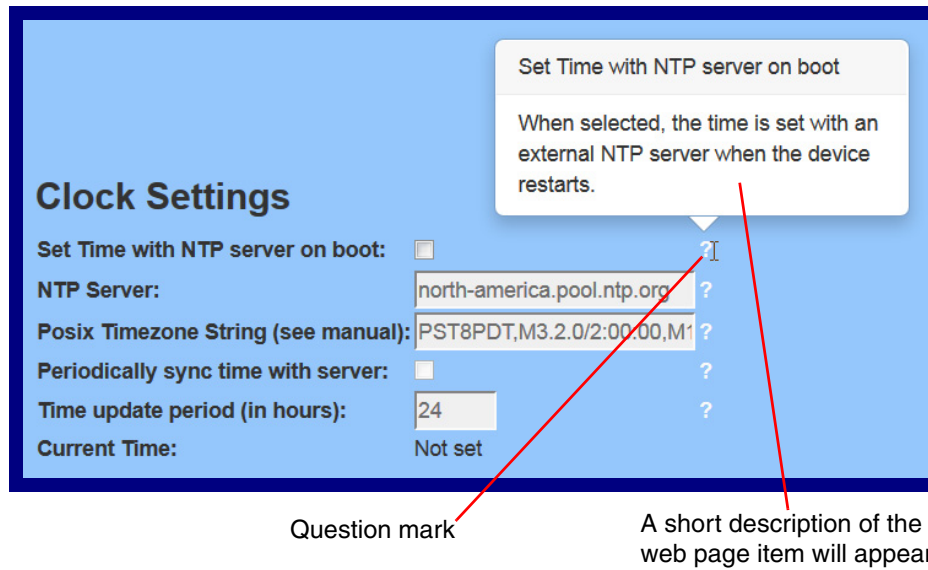 Set Time with NTP server on boot
When selected, the time is set with an
external NTP server when the device
restarts.
Clock Settings
Set Time with NTP server on boot: ?
NTP Server: north-america.pool.ntp.org ?
Posix Timezone String (see manual): PST8PDT,M3.2.0/2:00:00,M1 ?
Periodically sync time with server: ?
Time update period (in hours): 24 ?
Current Time: Not set
Question mark
A short description of the
web page item will appear